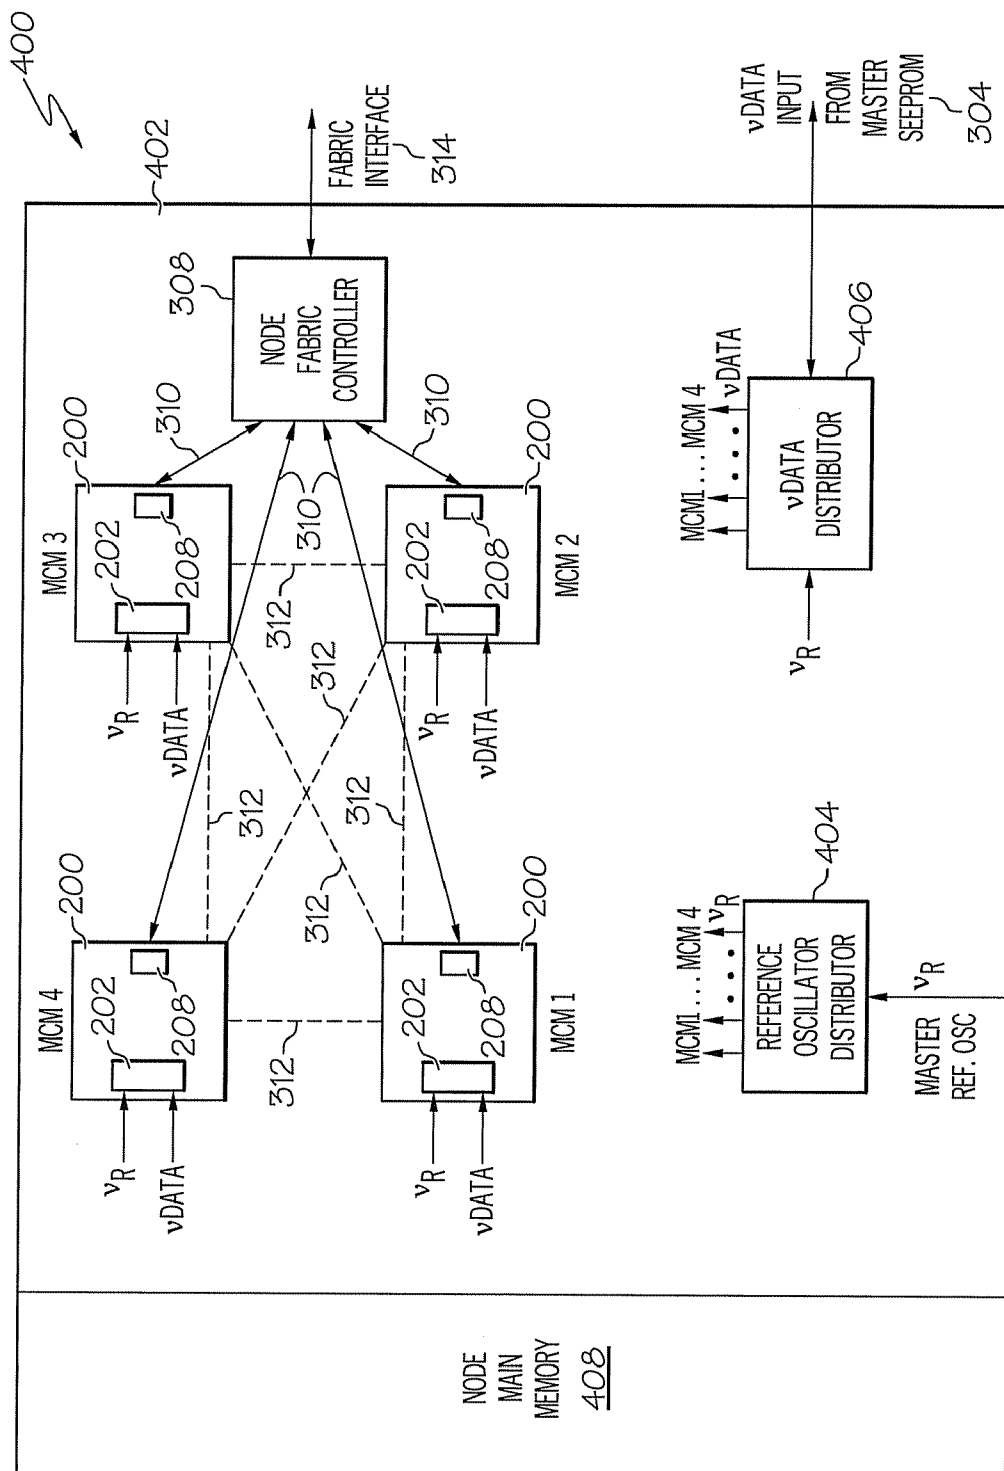 400
402
MCM 4
200
202
208
νR
νDATA
MCM 3
200
202
208
νR
νDATA
310
308
NODE
FABRIC
CONTROLLER
FABRIC
INTERFACE
314
312
312
312
312
312
312
310
310
200
202
208
νR
νDATA
MCM 1
200
202
208
νR
νDATA
MCM 2
NODE
MAIN
MEMORY
408
MCM1...MCM 4
νR
REFERENCE
OSCILLATOR
DISTRIBUTOR
404
MASTER
REF. OSC
νR
MCM1...MCM 4
νDATA
νDATA
DISTRIBUTOR
406
νR
νDATA
INPUT
FROM
MASTER
SEEPROM
304